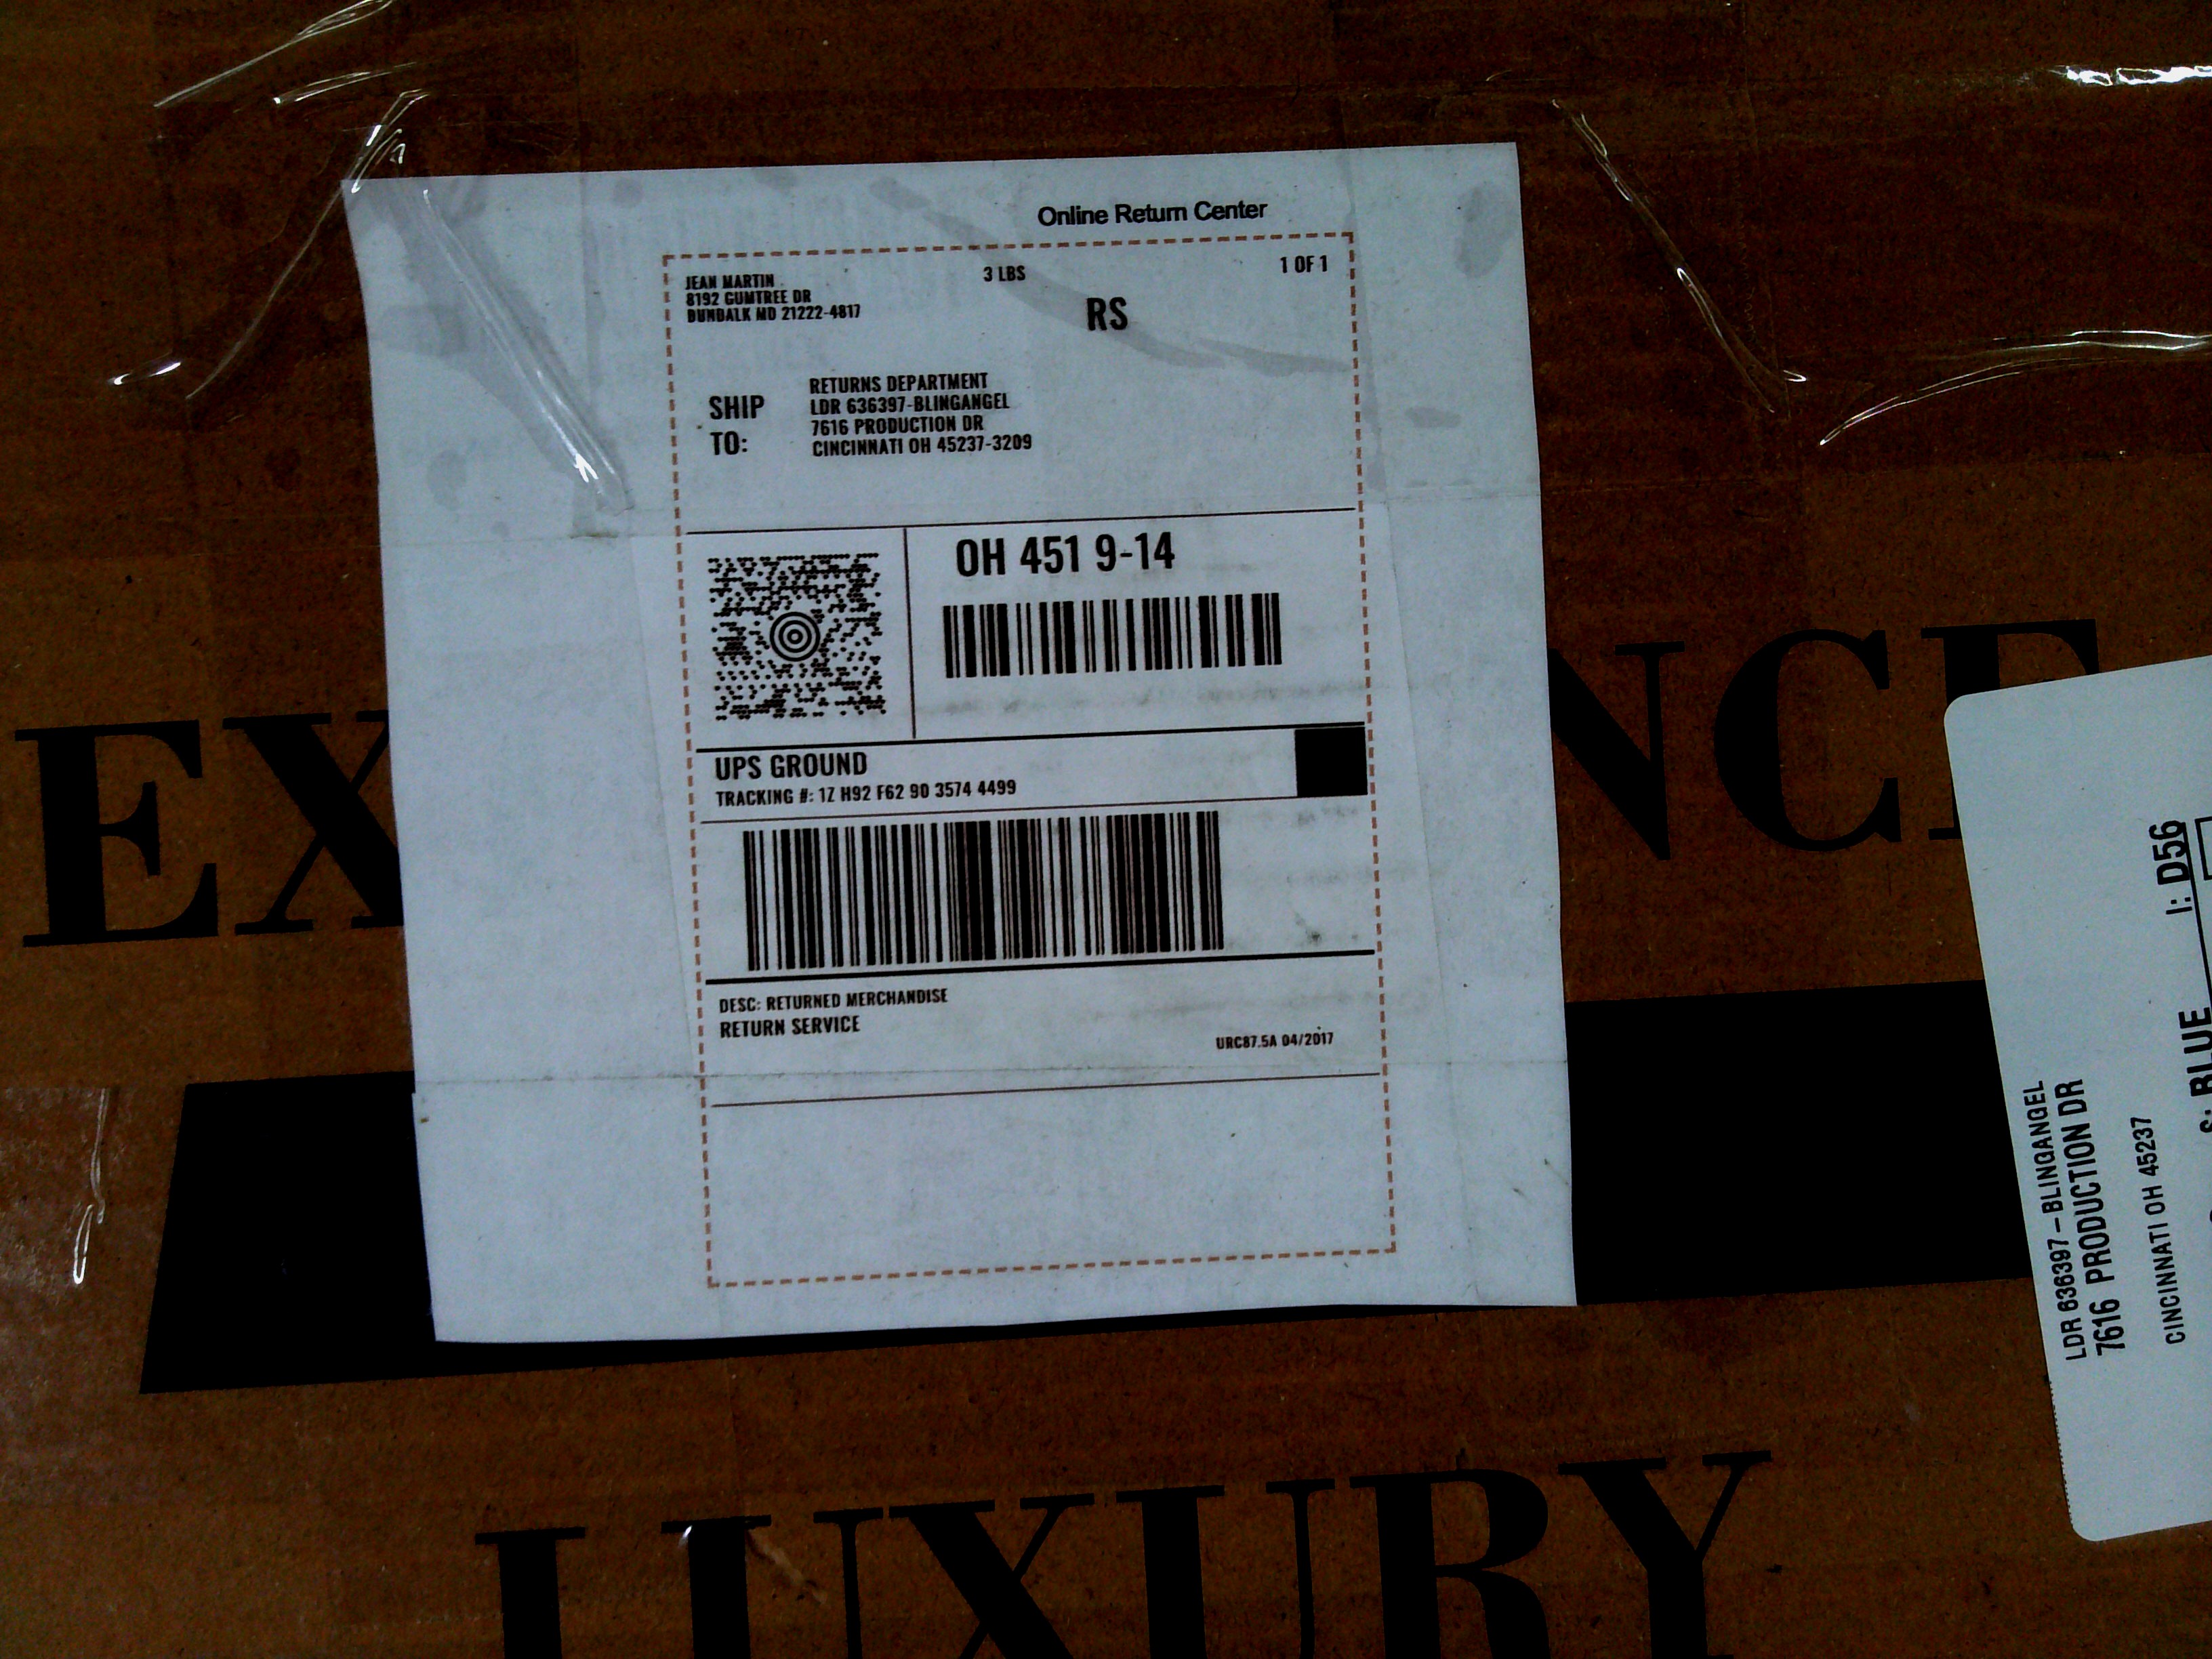 Online Return Center
JEAN MARTIN
8192 GUMTREE DR
DUNDALK MD 21222-4817
3 LBS
1 OF 1
RS
SHIP
TO:
RETURNS DEPARTMENT
LDR 636397-BLINGANGEL
7616 PRODUCTION DR
CINCINNATI OH 45237-3209
OH 451 9-14
UPS GROUND
TRACKING #: 1Z H92 F62 90 3574 4499
DESC: RETURNED MERCHANDISE
RETURN SERVICE
URC87.5A 04/2017
EX
NCE
LUXURY
LDR 636397-BLINGANGEL
7616 PRODUCTION DR
CINCINNATI OH 45237
S: BLUE
I: D56